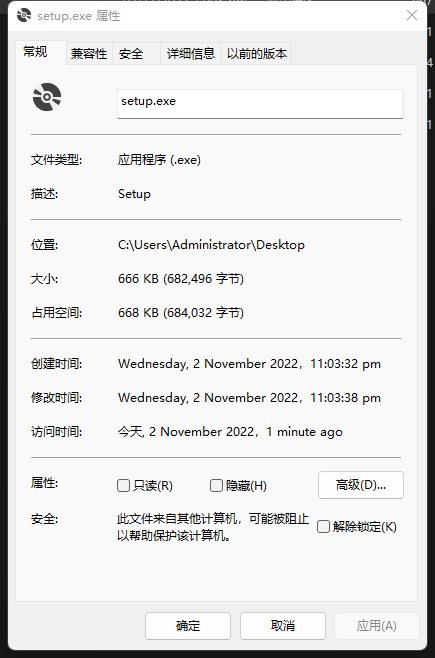 setup.exe 属性
常规 兼容性 安全 详细信息 以前的版本
setup.exe
文件类型: 应用程序 (.exe)
描述: Setup
位置: C:\Users\Administrator\Desktop
大小: 666 KB (682,496 字节)
占用空间: 668 KB (684,032 字节)
创建时间: Wednesday, 2 November 2022，11:03:32 pm
修改时间: Wednesday, 2 November 2022，11:03:38 pm
访问时间: 今天, 2 November 2022，1 minute ago
属性: 只读(R) 隐藏(H) 高级(D)...
安全: 此文件来自其他计算机，可能被阻止
以帮助保护该计算机。 解除锁定(K)
确定 取消 应用(A)